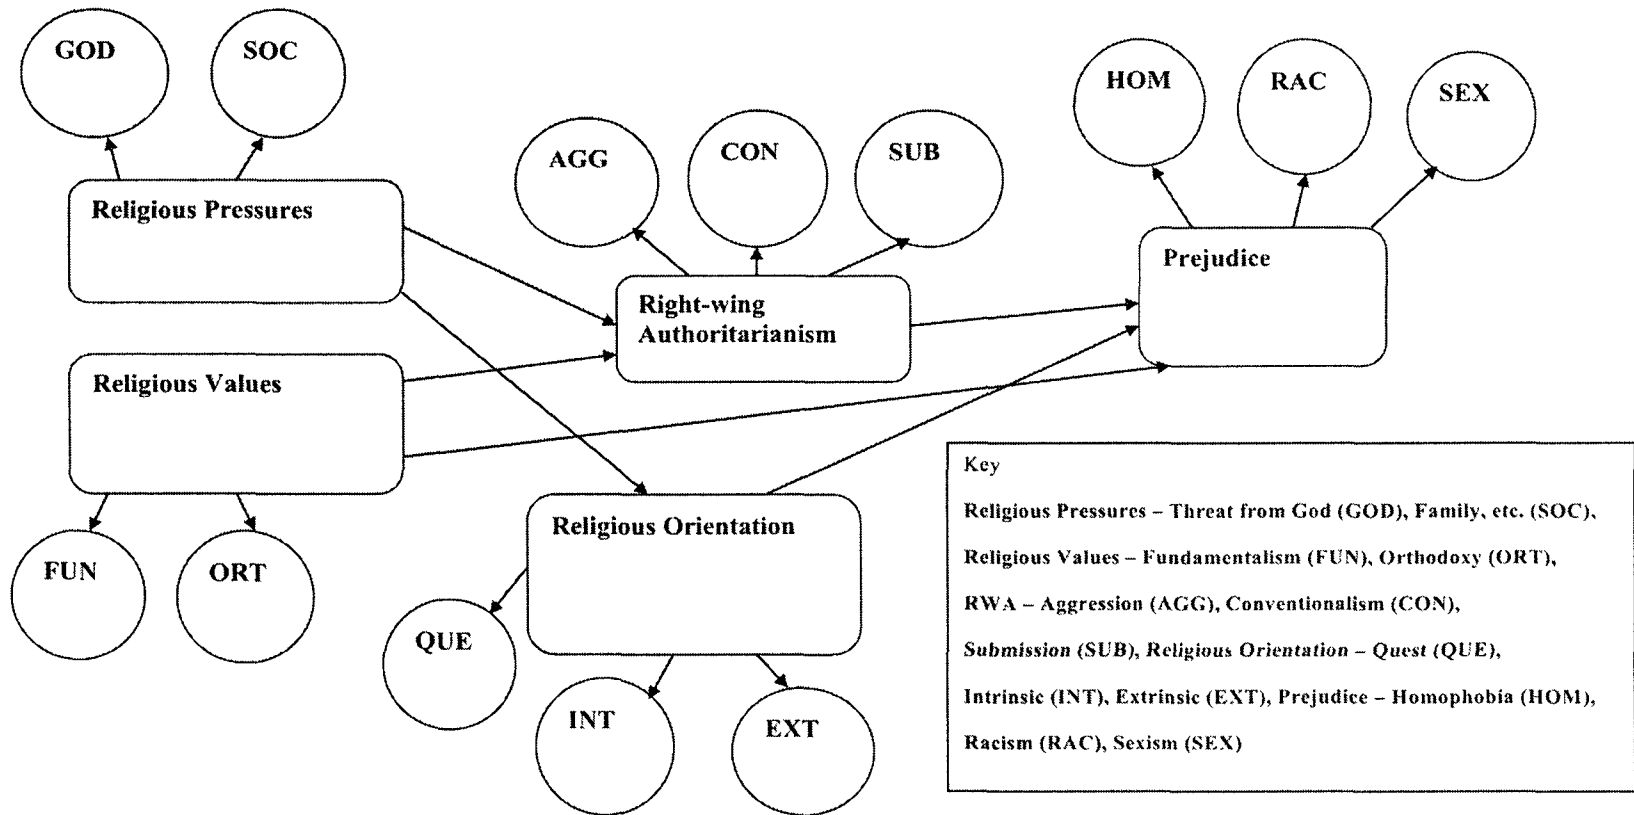 GOD
SOC
HOM
RAC
SEX
AGG
CON
SUB
Religious Pressures
Prejudice
Right-wing
Authoritarianism
Religious Values
Religious Orientation
FUN
ORT
QUE
INT
EXT
Key
Religious Pressures – Threat from God (GOD), Family, etc. (SOC),
Religious Values – Fundamentalism (FUN), Orthodoxy (ORT),
RWA – Aggression (AGG), Conventionalism (CON),
Submission (SUB), Religious Orientation – Quest (QUE),
Intrinsic (INT), Extrinsic (EXT), Prejudice – Homophobia (HOM),
Racism (RAC), Sexism (SEX)